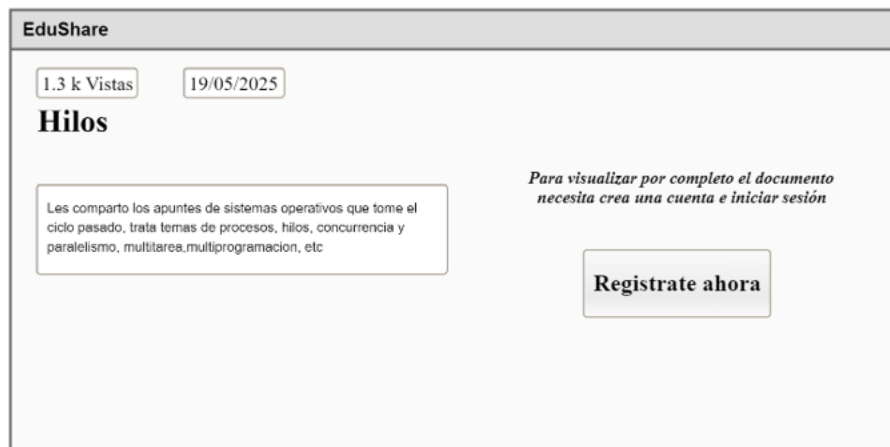 EduShare
1.3 k Vistas
19/05/2025
Hilos
Les comparto los apuntes de sistemas operativos que tome el
ciclo pasado, trata temas de procesos, hilos, concurrencia y
paralelismo, multitarea,multiprogramacion, etc
Para visualizar por completo el documento
necesita crea una cuenta e iniciar sesión
Registrate ahora